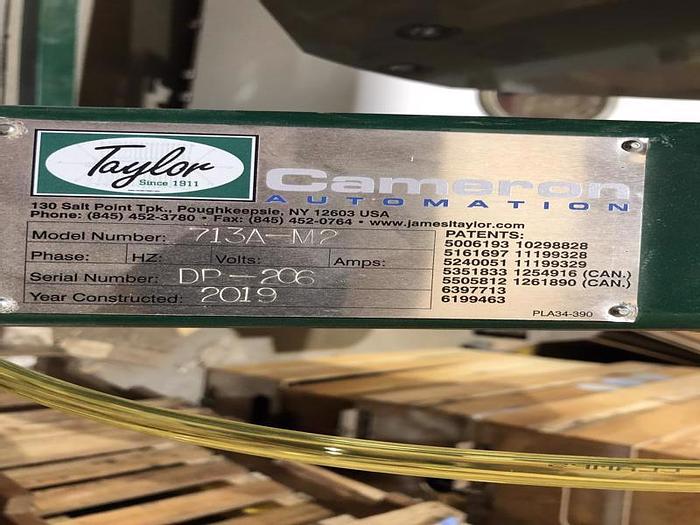 Taylor
Since 1911
Cameron
AUTOMATION
130 Salt Point Tpk., Poughkeepsie, NY 12603 USA
Phone: (845) 452-3780 • Fax: (845) 452-0764 • www.jamesltaylor.com
Model Number: 713A-M2
Phase: HZ: Volts: Amps:
Serial Number: DP-206
Year Constructed: 2019
PATENTS:
5006193 10298828
5161697 11199328
5240051 11199329
5351833 1254916 (CAN.)
5505812 1261890 (CAN.)
6397713
6199463
PLA34-390